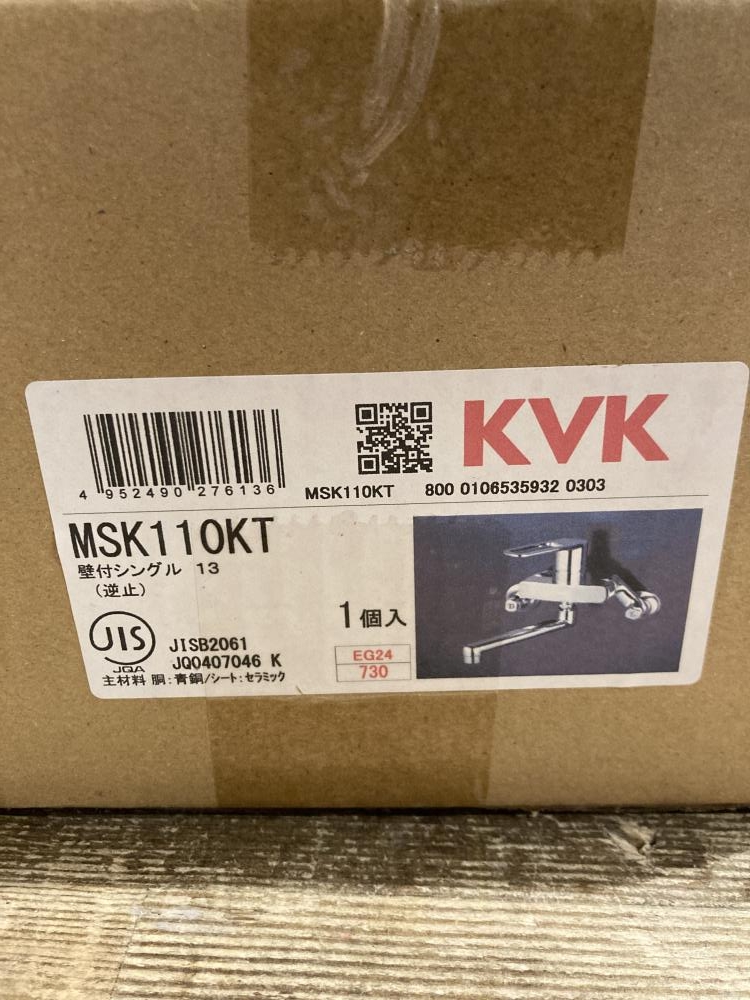 KVK
4 952490 276136
MSK110KT 800 0106535932 0303
MSK110KT
壁付シングル 13
(逆止)
1個入
JIS
JQA
JISB2061
JQ0407046 K
EG24
730
主材料 胴:青銅/シート:セラミック